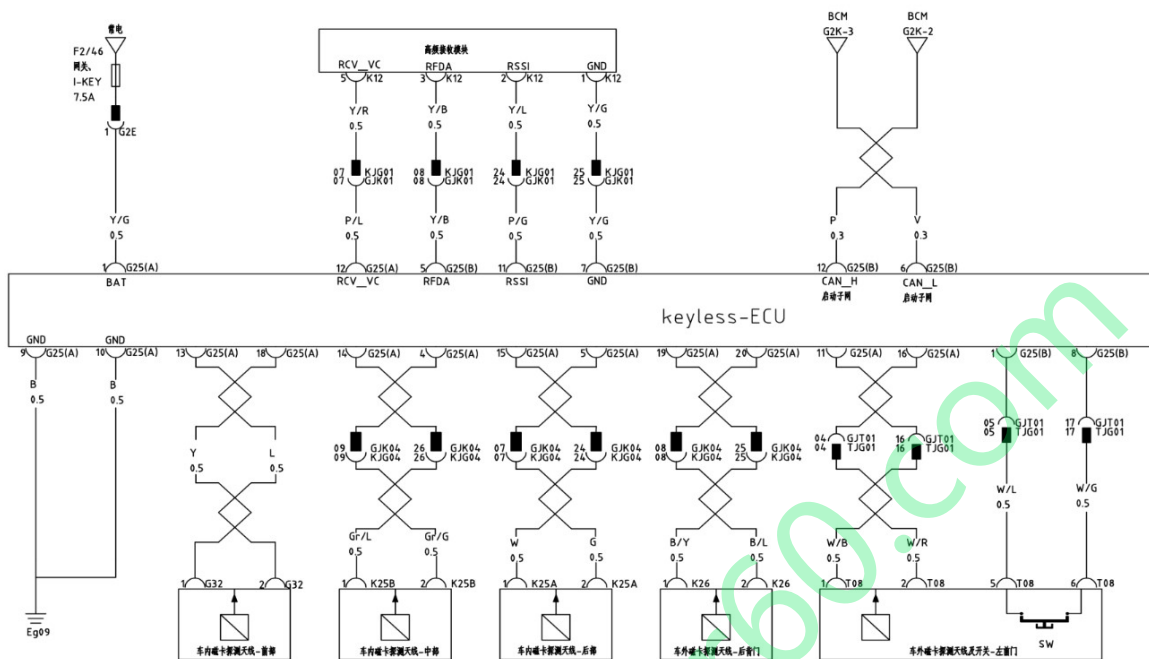 常电
F2/46
网关、
I-KEY
7.5A
1 G2E
Y/G
0.5
1 G25(A)
BAT
高频接收模块
RCV_VC RFDA RSSI GND
5 K12 3 K12 2 K12 1 K12
Y/R Y/B Y/L Y/G
0.5 0.5 0.5 0.5
07 KJG01 08 KJG01 24 KJG01 25 KJG01
07 GJK01 08 GJK01 24 GJK01 25 GJK01
P/L Y/B P/G Y/G
0.5 0.5 0.5 0.5
12 G25(A) 5 G25(B) 11 G25(B) 7 G25(B)
RCV_VC RFDA RSSI GND
BCM BCM
G2K-3 G2K-2
P V
0.3 0.3
12 G25(B) 6 G25(B)
CAN_H CAN_L
启动子网 启动子网
keyless-ECU
GND GND
9 G25(A) 10 G25(A) 13 G25(A) 18 G25(A) 14 G25(A) 4 G25(A) 15 G25(A) 5 G25(A) 19 G25(A) 20 G25(A) 11 G25(A) 16 G25(A) 1 G25(B) 8 G25(B)
B B
0.5 0.5
Y L
0.5 0.5
09 GJK04 26 GJK04 07 GJK04 24 GJK04 08 GJK04 25 GJK04 04 GJT01 16 GJT01 05 GJT01 17 GJT01
09 KJG04 26 KJG04 07 KJG04 24 KJG04 08 KJG04 25 KJG04 04 TJG01 16 TJG01 05 TJG01 17 TJG01
W/L W/G
0.5 0.5
Gr/L Gr/G W G B/Y B/L W/B W/R
0.5 0.5 0.5 0.5 0.5 0.5 0.5 0.5
1 G32 2 G32 1 K25B 2 K25B 1 K25A 2 K25A 1 K26 2 K26 1 T08 2 T08 5 T08 6 T08
Eg09
SW
车内磁卡探测天线-前部 车内磁卡探测天线-中部 车内磁卡探测天线-后部 车外磁卡探测天线-后背门 车外磁卡探测天线及开关-左前门
r60.com